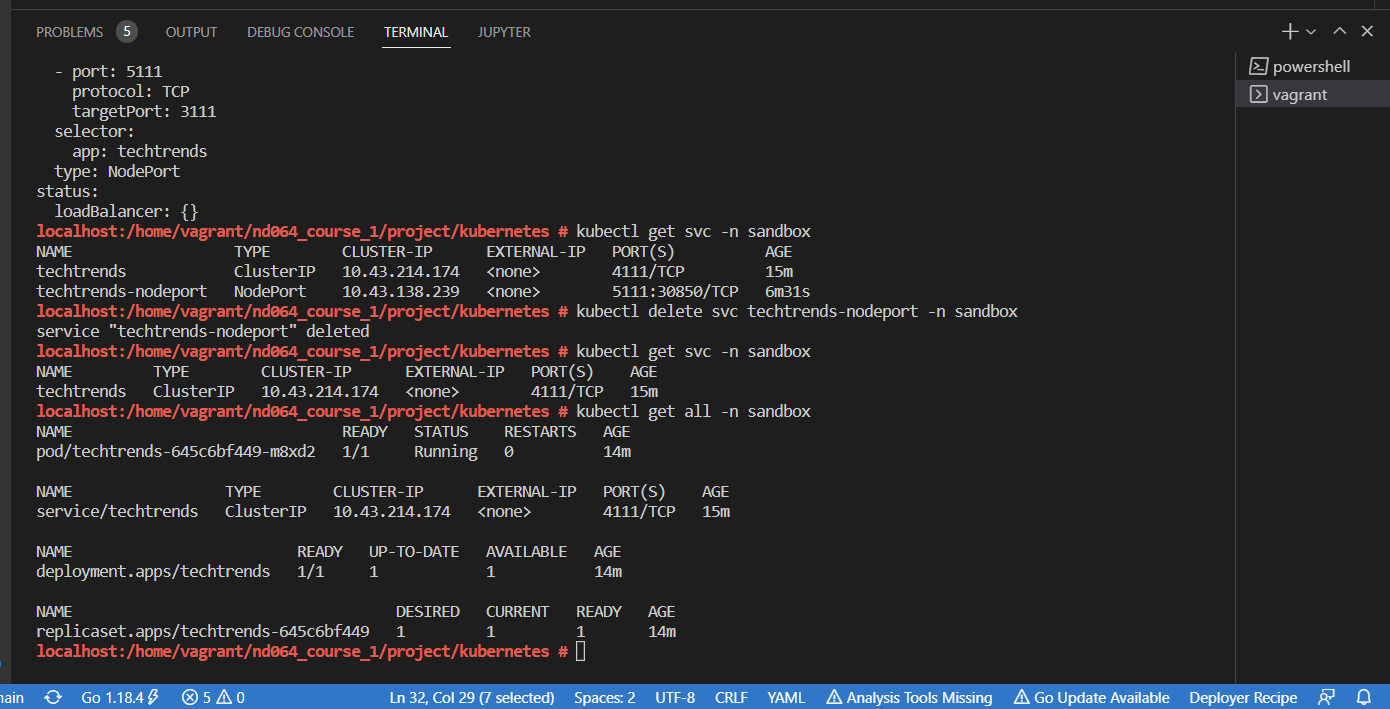 PROBLEMS 5 OUTPUT DEBUG CONSOLE TERMINAL JUPYTER
powershell
vagrant
- port: 5111
protocol: TCP
targetPort: 3111
selector:
app: techtrends
type: NodePort
status:
loadBalancer: {}
localhost:/home/vagrant/nd064_course_1/project/kubernetes # kubectl get svc -n sandbox
NAME TYPE CLUSTER-IP EXTERNAL-IP PORT(S) AGE
techtrends ClusterIP 10.43.214.174 <none> 4111/TCP 15m
techtrends-nodeport NodePort 10.43.138.239 <none> 5111:30850/TCP 6m31s
localhost:/home/vagrant/nd064_course_1/project/kubernetes # kubectl delete svc techtrends-nodeport -n sandbox
service "techtrends-nodeport" deleted
localhost:/home/vagrant/nd064_course_1/project/kubernetes # kubectl get svc -n sandbox
NAME TYPE CLUSTER-IP EXTERNAL-IP PORT(S) AGE
techtrends ClusterIP 10.43.214.174 <none> 4111/TCP 15m
localhost:/home/vagrant/nd064_course_1/project/kubernetes # kubectl get all -n sandbox
NAME READY STATUS RESTARTS AGE
pod/techtrends-645c6bf449-m8xd2 1/1 Running 0 14m
NAME TYPE CLUSTER-IP EXTERNAL-IP PORT(S) AGE
service/techtrends ClusterIP 10.43.214.174 <none> 4111/TCP 15m
NAME READY UP-TO-DATE AVAILABLE AGE
deployment.apps/techtrends 1/1 1 1 14m
NAME DESIRED CURRENT READY AGE
replicaset.apps/techtrends-645c6bf449 1 1 1 14m
localhost:/home/vagrant/nd064_course_1/project/kubernetes #
ain Go 1.18.4 5 0 Ln 32, Col 29 (7 selected) Spaces: 2 UTF-8 CRLF YAML Analysis Tools Missing Go Update Available Deployer Recipe